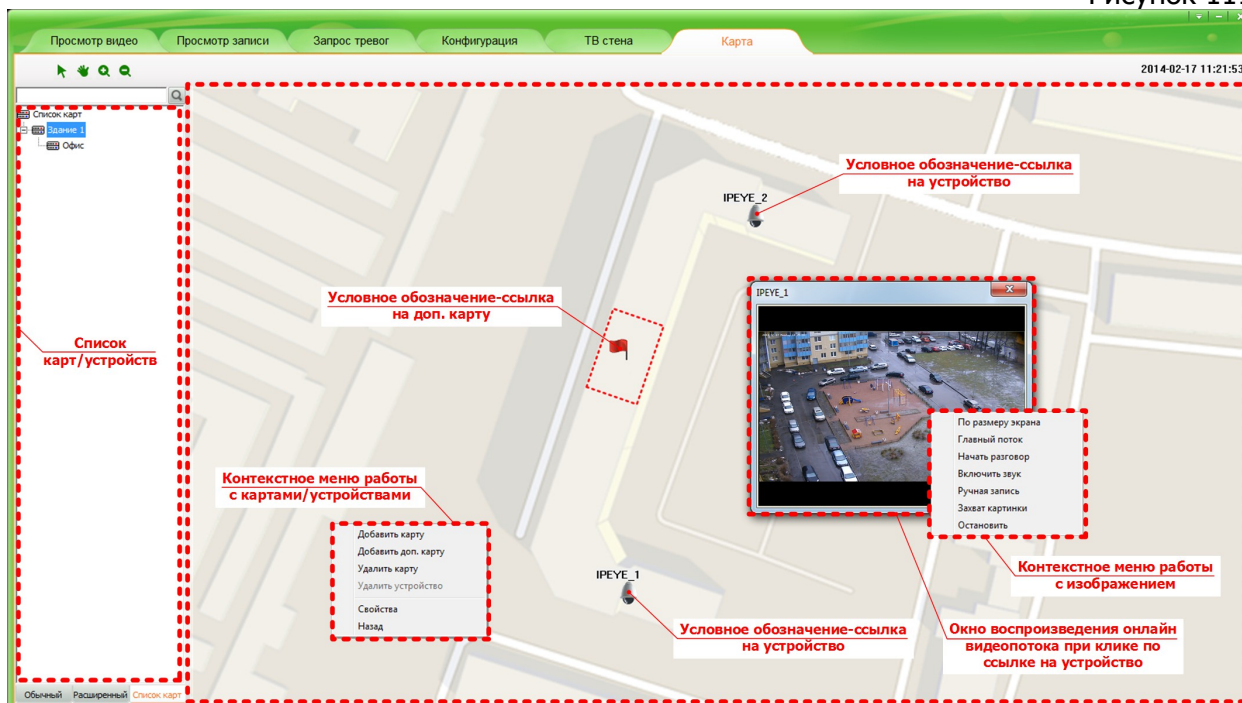 Рисунок 11.
Просмотр видео
Просмотр записи
Запрос тревог
Конфигурация
ТВ стена
Карта
2014-02-17 11:21:53
Список карт
Здание 1
Офис
Условное обозначение-ссылка
на устройство
IPEYE_2
IPEYE_1
Условное обозначение-ссылка
на доп. карту
Список
карт/устройств
По размеру экрана
Главный поток
Начать разговор
Включить звук
Ручная запись
Захват картинки
Остановить
Контекстное меню работы
с картами/устройствами
Добавить карту
Добавить доп. карту
Удалить карту
Удалить устройство
Свойства
Назад
Контекстное меню работы
с изображением
IPEYE_1
Условное обозначение-ссылка
на устройство
Окно воспроизведения онлайн
видеопотока при клике по
ссылке на устройство
Обычный
Расширенный
Список карт